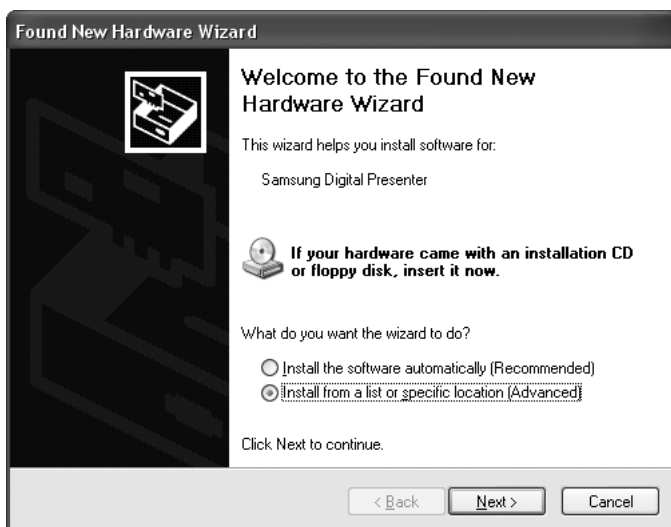 Found New Hardware Wizard
Welcome to the Found New
Hardware Wizard
This wizard helps you install software for:
Samsung Digital Presenter
If your hardware came with an installation CD
or floppy disk, insert it now.
What do you want the wizard to do?
Install the software automatically (Recommended)
Install from a list or specific location (Advanced)
Click Next to continue.
< Back Next > Cancel